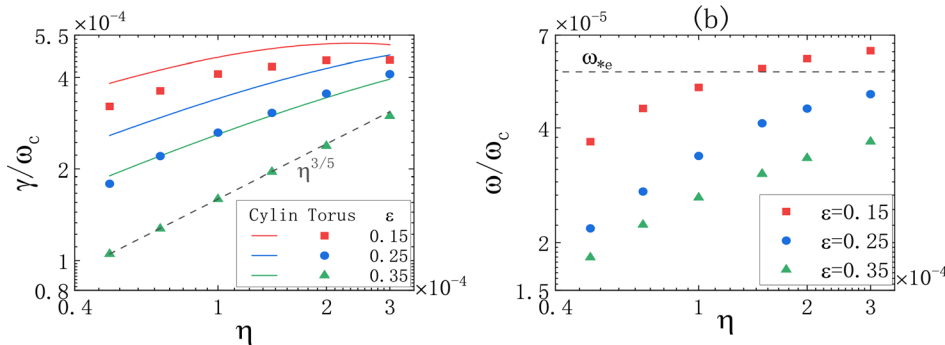 ×10⁻⁴
5.5
4
2
1
0.8
γ/ω_c
η^{3/5}
Cylin Torus ε
0.15
0.25
0.35
0.4 1 2 3
×10⁻⁴
η
(b)
×10⁻⁵
7
4
2
1.5
ω/ω_c
ω_{*e}
ε=0.15
ε=0.25
ε=0.35
0.4 1 2 3
×10⁻⁴
η